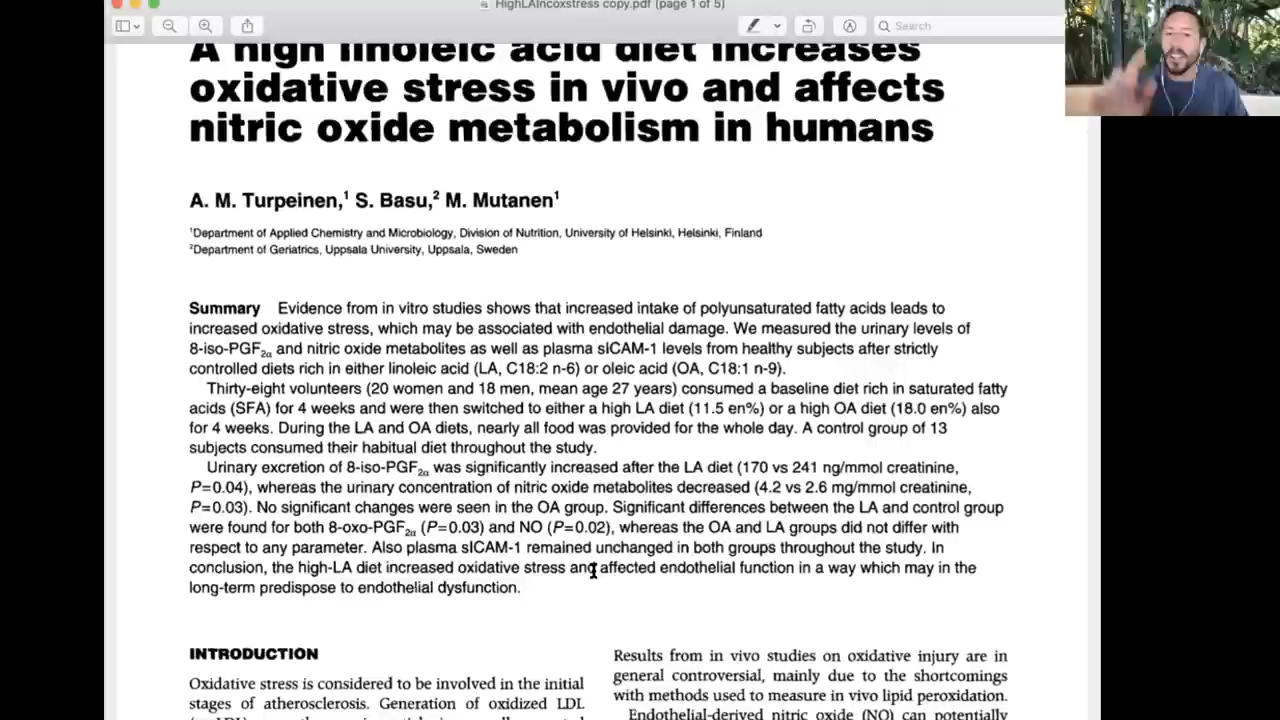 HighLAIncoxstress copy.pdf (page 1 of 5)
Search
A high linoleic acid diet increases
oxidative stress in vivo and affects
nitric oxide metabolism in humans
A. M. Turpeinen,¹ S. Basu,² M. Mutanen¹
¹Department of Applied Chemistry and Microbiology, Division of Nutrition, University of Helsinki, Helsinki, Finland
²Department of Geriatrics, Uppsala University, Uppsala, Sweden
Summary Evidence from in vitro studies shows that increased intake of polyunsaturated fatty acids leads to
increased oxidative stress, which may be associated with endothelial damage. We measured the urinary levels of
8-iso-PGF₂α and nitric oxide metabolites as well as plasma sICAM-1 levels from healthy subjects after strictly
controlled diets rich in either linoleic acid (LA, C18:2 n-6) or oleic acid (OA, C18:1 n-9).
Thirty-eight volunteers (20 women and 18 men, mean age 27 years) consumed a baseline diet rich in saturated fatty
acids (SFA) for 4 weeks and were then switched to either a high LA diet (11.5 en%) or a high OA diet (18.0 en%) also
for 4 weeks. During the LA and OA diets, nearly all food was provided for the whole day. A control group of 13
subjects consumed their habitual diet throughout the study.
Urinary excretion of 8-iso-PGF₂α was significantly increased after the LA diet (170 vs 241 ng/mmol creatinine,
P=0.04), whereas the urinary concentration of nitric oxide metabolites decreased (4.2 vs 2.6 mg/mmol creatinine,
P=0.03). No significant changes were seen in the OA group. Significant differences between the LA and control group
were found for both 8-oxo-PGF₂α (P=0.03) and NO (P=0.02), whereas the OA and LA groups did not differ with
respect to any parameter. Also plasma sICAM-1 remained unchanged in both groups throughout the study. In
conclusion, the high-LA diet increased oxidative stress and affected endothelial function in a way which may in the
long-term predispose to endothelial dysfunction.
INTRODUCTION
Oxidative stress is considered to be involved in the initial
stages of atherosclerosis. Generation of oxidized LDL
Results from in vivo studies on oxidative injury are in
general controversial, mainly due to the shortcomings
with methods used to measure in vivo lipid peroxidation.
Endothelial-derived nitric oxide (NO) can potentially